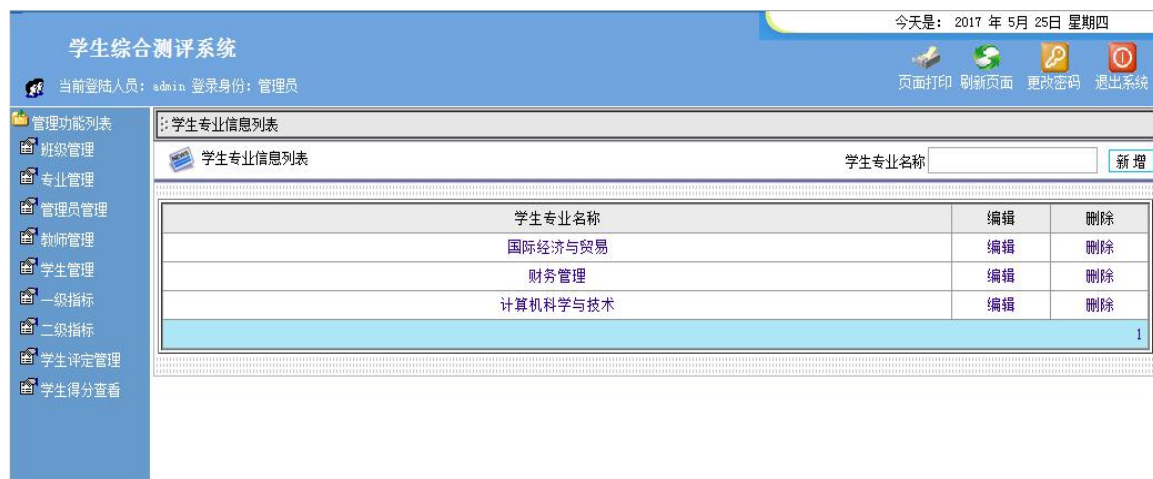 今天是： 2017 年 5月 25日 星期四
学生综合测评系统
当前登陆人员：admin 登录身份：管理员
页面打印 刷新页面 更改密码 退出系统
管理功能列表
班级管理
专业管理
管理员管理
教师管理
学生管理
一级指标
二级指标
学生评定管理
学生得分查看
学生专业信息列表
NEWS 学生专业信息列表 学生专业名称 新增
学生专业名称 编辑 删除
国际经济与贸易 编辑 删除
财务管理 编辑 删除
计算机科学与技术 编辑 删除
1